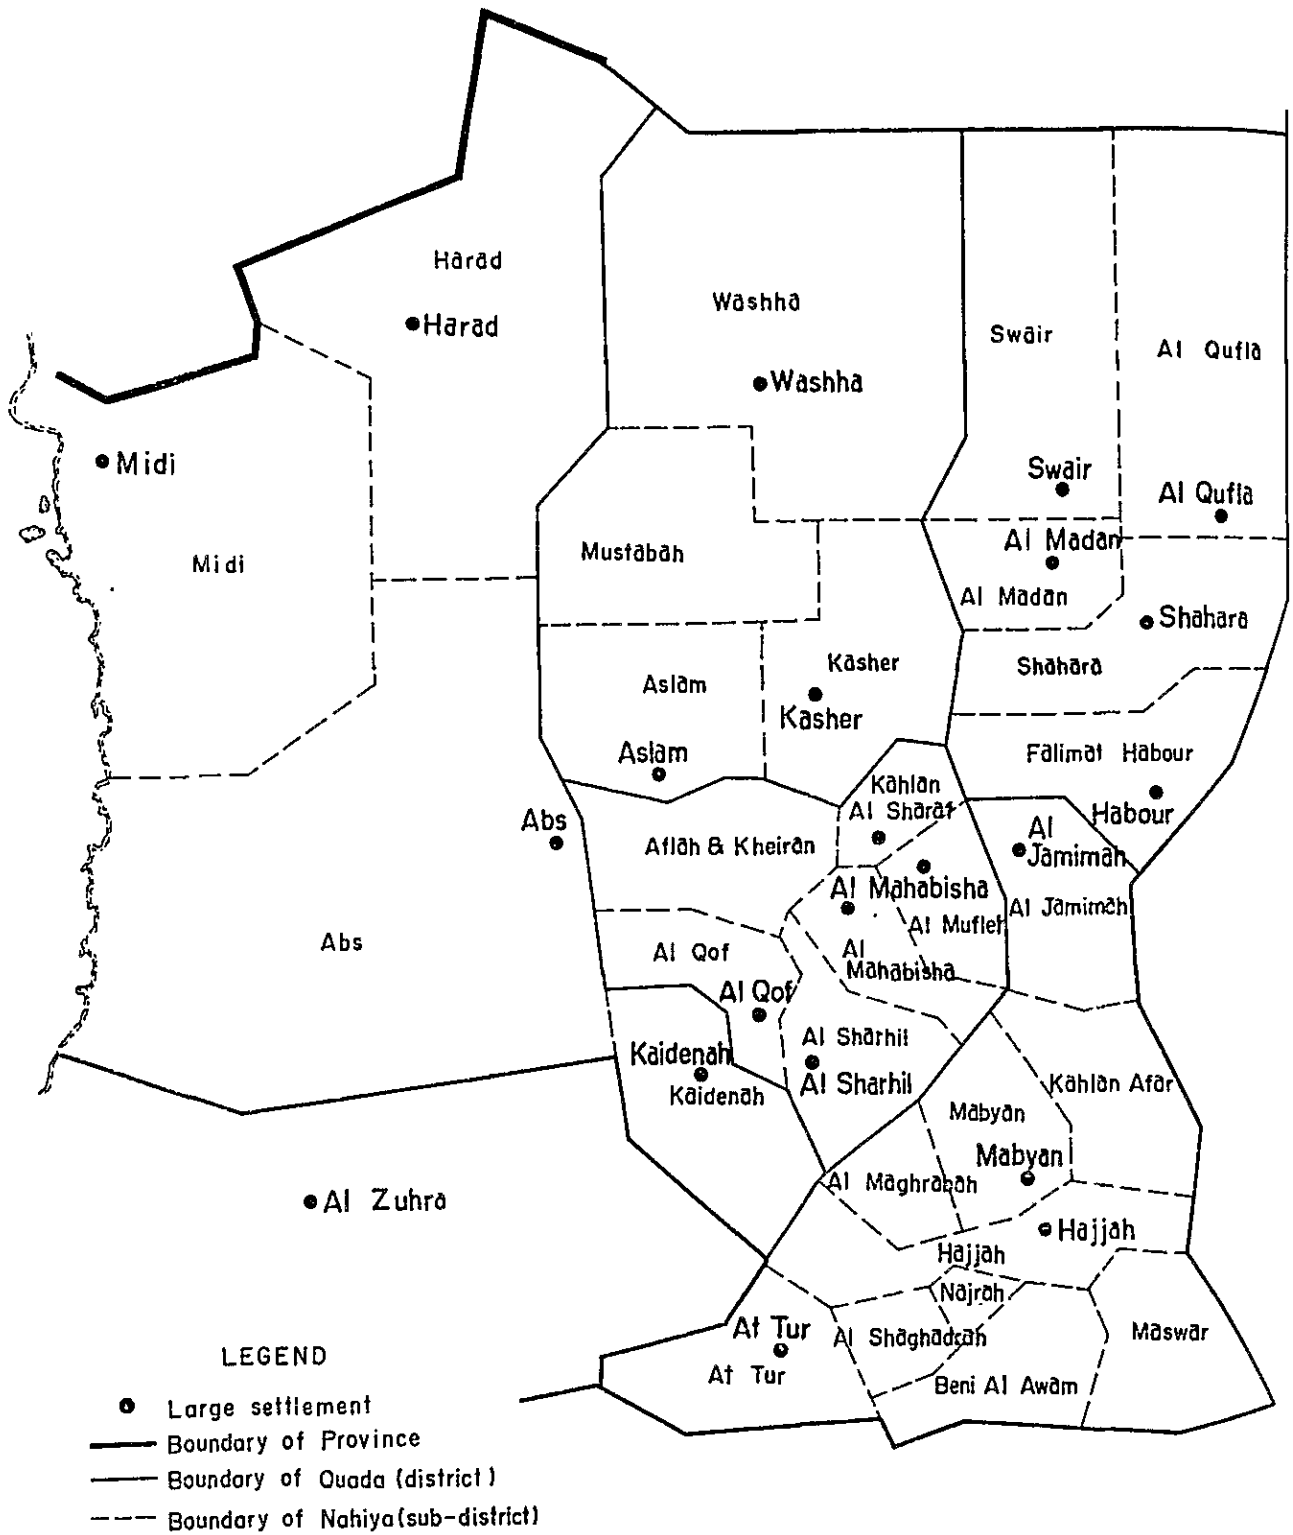 Harad
Harad
Washha
Swair
Al Qufla
Washha
Midi
Swair
Al Qufla
Al Madan
Mustabah
Midi
Al Madan
Shahara
Kasher
Shahara
Aslam
Kasher
Aslam
Falimat Habour
Kahlan
Al Sharaf
Habour
Abs
Al
Jamimah
Aflah & Kheiran
Al Mahabisha
Al Jamimah
Al Muflef
Abs
Al Qof
Al
Mahabisha
Al Qof
Al Sharhil
Kaidenah
Al Sharhil
Kaidenah
Kahlan Afar
Mabyan
Mabyan
Al Maghrabah
Al Zuhra
Hajjah
Hajjah
Najrah
At Tur
Al Shaghadrah
Maswar
At Tur
Beni Al Awam
LEGEND
Large settlement
Boundary of Province
Boundary of Quada (district)
Boundary of Nahiya (sub-district)